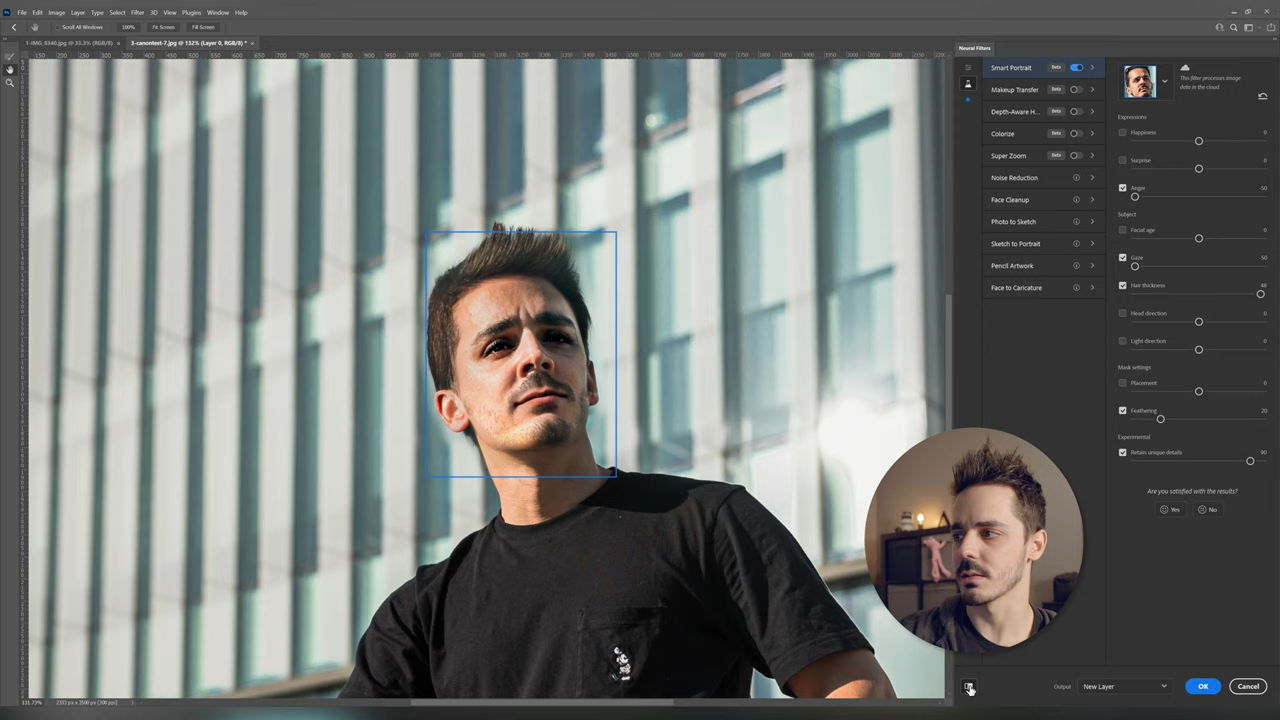 File Edit Image Layer Type Select Filter 3D View Plugins Window Help
Scroll All Windows 100% Fit Screen Fill Screen
1-IMG_8340.jpg @ 33.3% (RGB/8) × 3-canontest-7.jpg @ 132% (Layer 0, RGB/8) * ×
Neural Filters
Smart Portrait Beta
Makeup Transfer Beta
Depth-Aware H... Beta
Colorize Beta
Super Zoom Beta
Noise Reduction
Face Cleanup
Photo to Sketch
Sketch to Portrait
Pencil Artwork
Face to Caricature
This filter processes image
data in the cloud
Expressions
Happiness 0
Surprise 0
Anger -50
Subject
Facial age 0
Gaze -50
Hair thickness 48
Head direction 0
Light direction 0
Mask settings
Placement 0
Feathering 20
Experimental
Retain unique details 90
Are you satisfied with the results?
Yes No
Output New Layer OK Cancel
131.73% 2333 px x 3500 px (300 ppi)